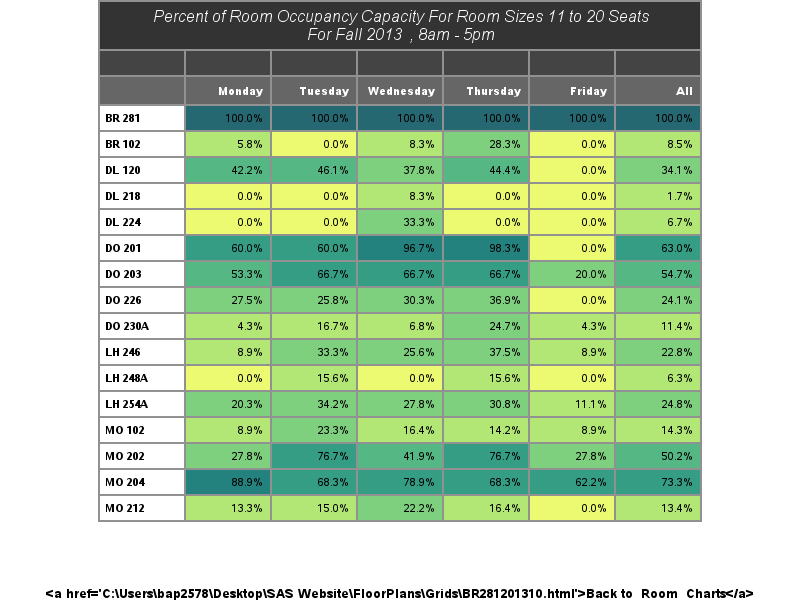 Percent of Room Occupancy Capacity For Room Sizes 11 to 20 Seats
For Fall 2013 , 8am - 5pm
Monday Tuesday Wednesday Thursday Friday All
BR 281 100.0% 100.0% 100.0% 100.0% 100.0% 100.0%
BR 102 5.8% 0.0% 8.3% 28.3% 0.0% 8.5%
DL 120 42.2% 46.1% 37.8% 44.4% 0.0% 34.1%
DL 218 0.0% 0.0% 8.3% 0.0% 0.0% 1.7%
DL 224 0.0% 0.0% 33.3% 0.0% 0.0% 6.7%
DO 201 60.0% 60.0% 96.7% 98.3% 0.0% 63.0%
DO 203 53.3% 66.7% 66.7% 66.7% 20.0% 54.7%
DO 226 27.5% 25.8% 30.3% 36.9% 0.0% 24.1%
DO 230A 4.3% 16.7% 6.8% 24.7% 4.3% 11.4%
LH 246 8.9% 33.3% 25.6% 37.5% 8.9% 22.8%
LH 248A 0.0% 15.6% 0.0% 15.6% 0.0% 6.3%
LH 254A 20.3% 34.2% 27.8% 30.8% 11.1% 24.8%
MO 102 8.9% 23.3% 16.4% 14.2% 8.9% 14.3%
MO 202 27.8% 76.7% 41.9% 76.7% 27.8% 50.2%
MO 204 88.9% 68.3% 78.9% 68.3% 62.2% 73.3%
MO 212 13.3% 15.0% 22.2% 16.4% 0.0% 13.4%
<a href='C:\Users\bap2578\Desktop\SAS Website\FloorPlans\Grids\BR281201310.html'>Back to Room Charts</a>